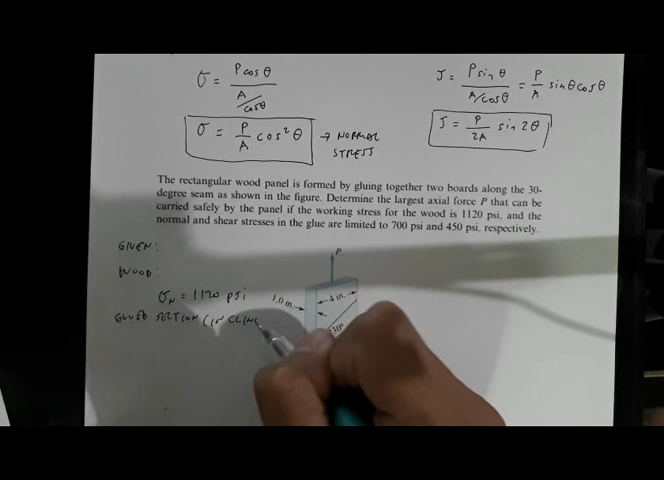 σ = P cos θ / (A / cos θ)
σ = P/A cos² θ → NORMAL STRESS
J = P sin θ / (A/cos θ) = P/A sin θ cos θ
J = P/2A sin 2θ
The rectangular wood panel is formed by gluing together two boards along the 30-
degree seam as shown in the figure. Determine the largest axial force P that can be
carried safely by the panel if the working stress for the wood is 1120 psi, and the
normal and shear stresses in the glue are limited to 700 psi and 450 psi, respectively.
GIVEN:
WOOD:
σN = 1120 psi
GLUED SECTION (INCLINE
P
1.0 in.
4 in.
30°